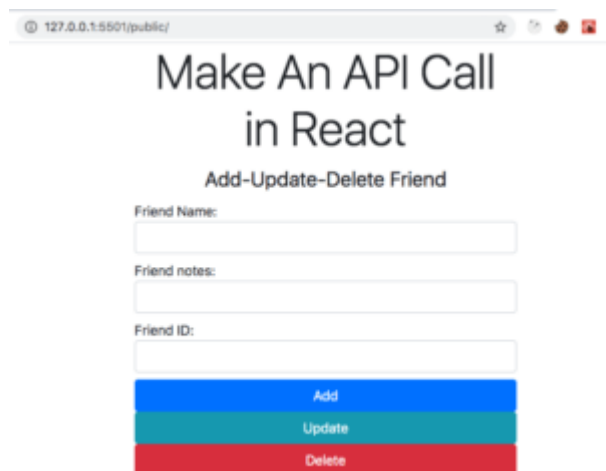 127.0.0.1:5501/public/
Make An API Call
in React
Add-Update-Delete Friend
Friend Name:
Friend notes:
Friend ID:
Add
Update
Delete